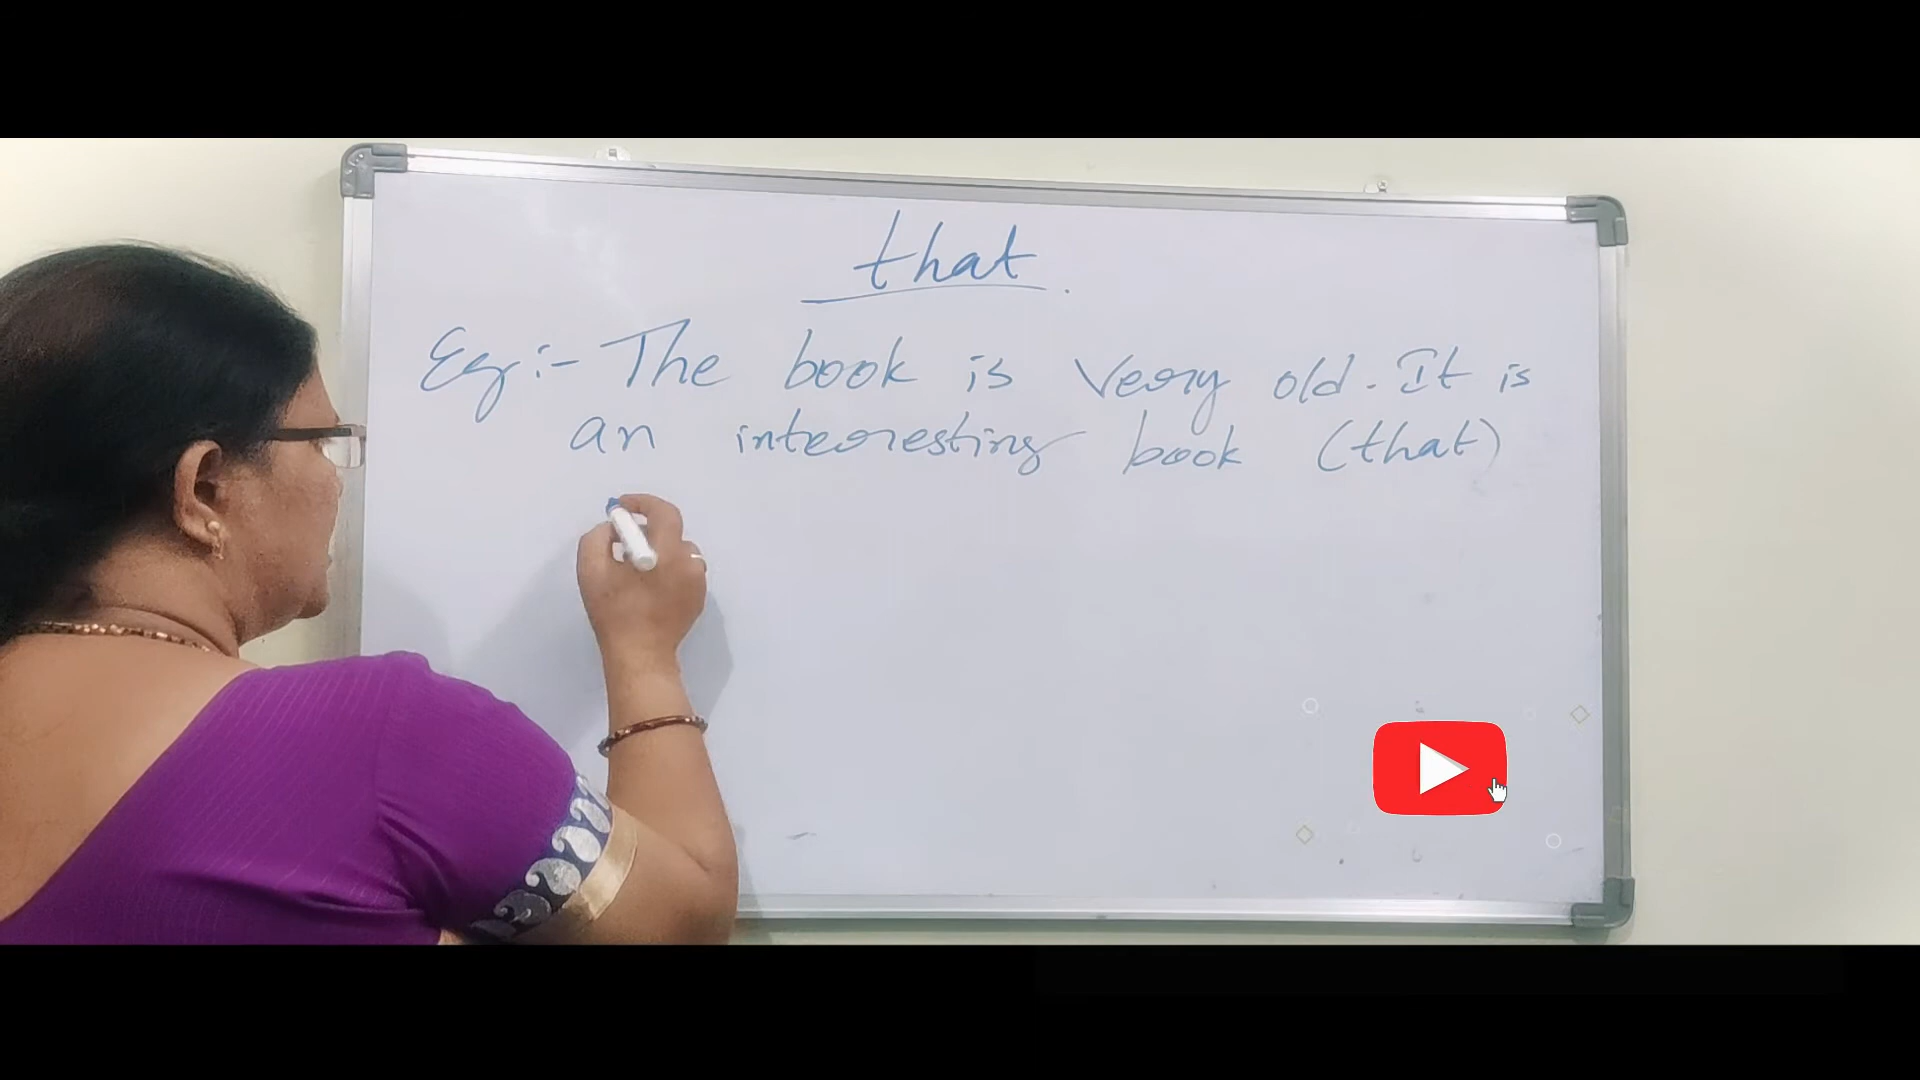 that.
Eg:- The book is Very old. It is
an interesting book (that)